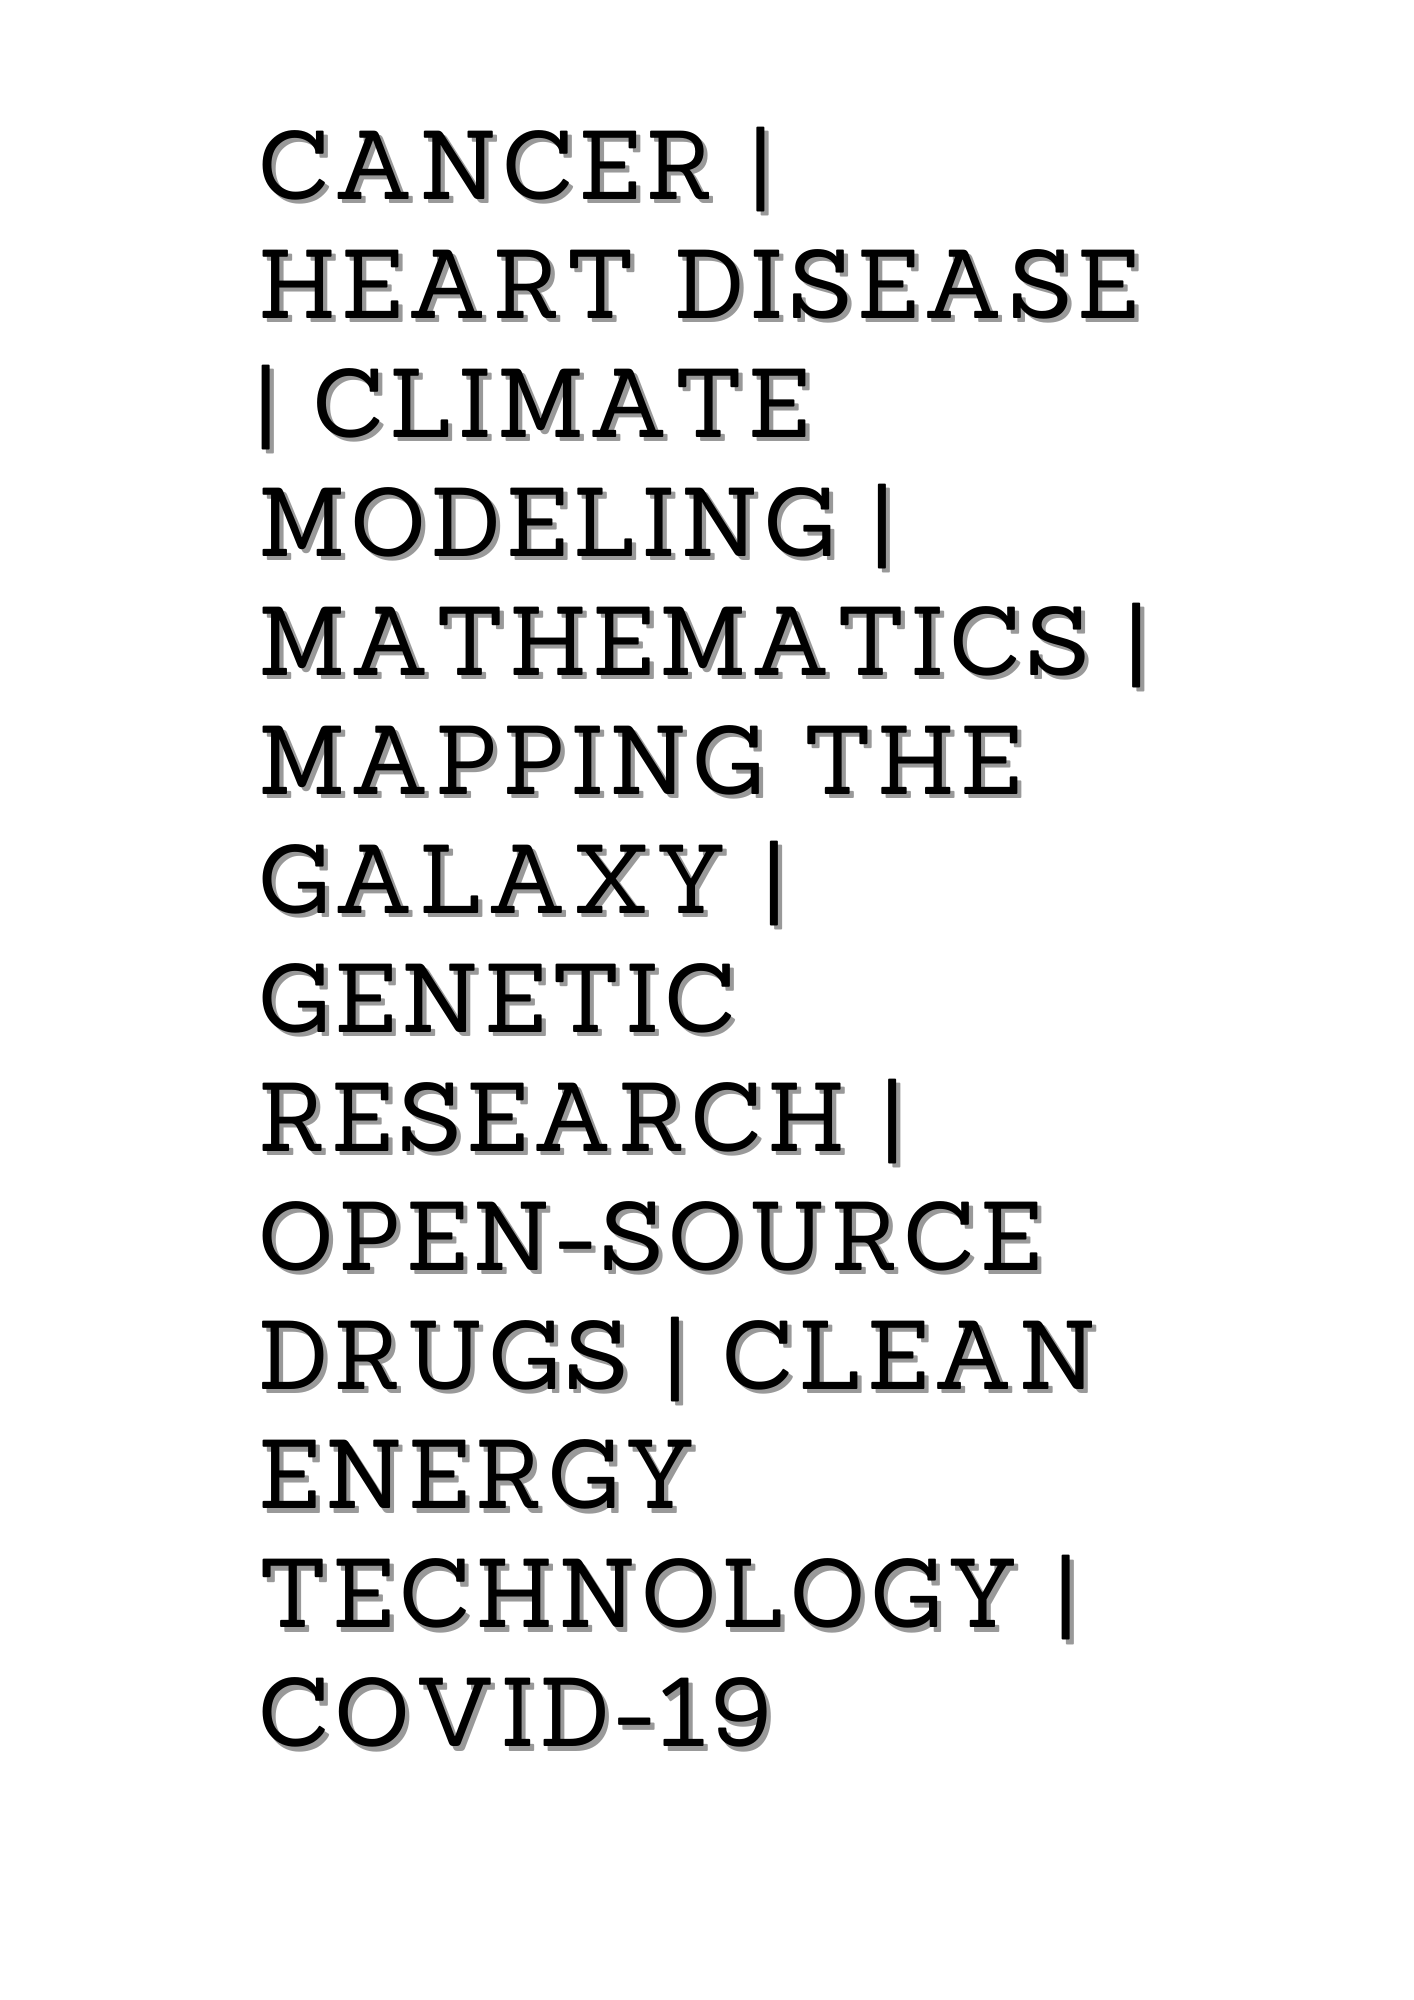 CANCER |
HEART DISEASE
| CLIMATE
MODELING |
MATHEMATICS |
MAPPING THE
GALAXY |
GENETIC
RESEARCH |
OPEN-SOURCE
DRUGS | CLEAN
ENERGY
TECHNOLOGY |
COVID-19